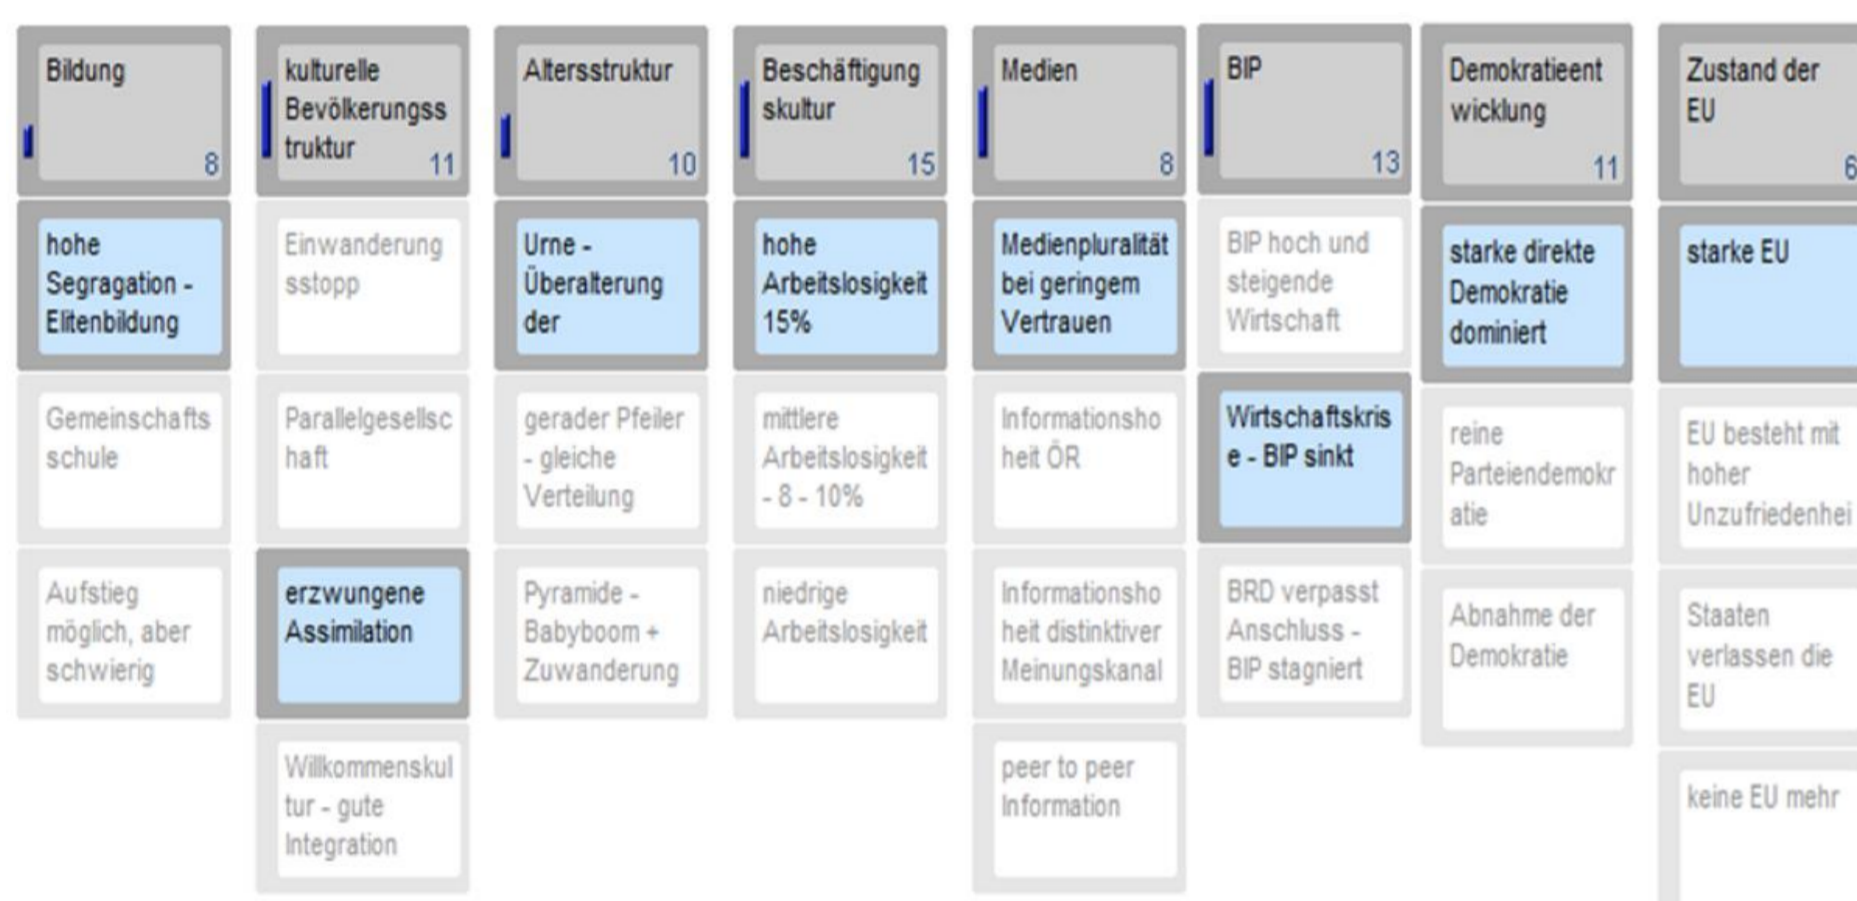 Bildung
8
kulturelle
Bevölkerungss
truktur
11
Altersstruktur
10
Beschäftigung
skultur
15
Medien
8
BIP
13
Demokratieent
wicklung
11
Zustand der
EU
6
hohe
Segragation -
Elitenbildung
Einwanderung
sstopp
Urne -
Überalterung
der
hohe
Arbeitslosigkeit
15%
Medienpluralität
bei geringem
Vertrauen
BIP hoch und
steigende
Wirtschaft
starke direkte
Demokratie
dominiert
starke EU
Gemeinschafts
schule
Parallelgesellsc
haft
gerader Pfeiler
- gleiche
Verteilung
mittlere
Arbeitslosigkeit
- 8 - 10%
Informationsho
heit ÖR
Wirtschaftskris
e - BIP sinkt
reine
Parteiendemokr
atie
EU besteht mit
hoher
Unzufriedenhei
Aufstieg
möglich, aber
schwierig
erzwungene
Assimilation
Pyramide -
Babyboom +
Zuwanderung
niedrige
Arbeitslosigkeit
Informationsho
heit distinktiver
Meinungskanal
BRD verpasst
Anschluss -
BIP stagniert
Abnahme der
Demokratie
Staaten
verlassen die
EU
Willkommenskul
tur - gute
Integration
peer to peer
Information
keine EU mehr